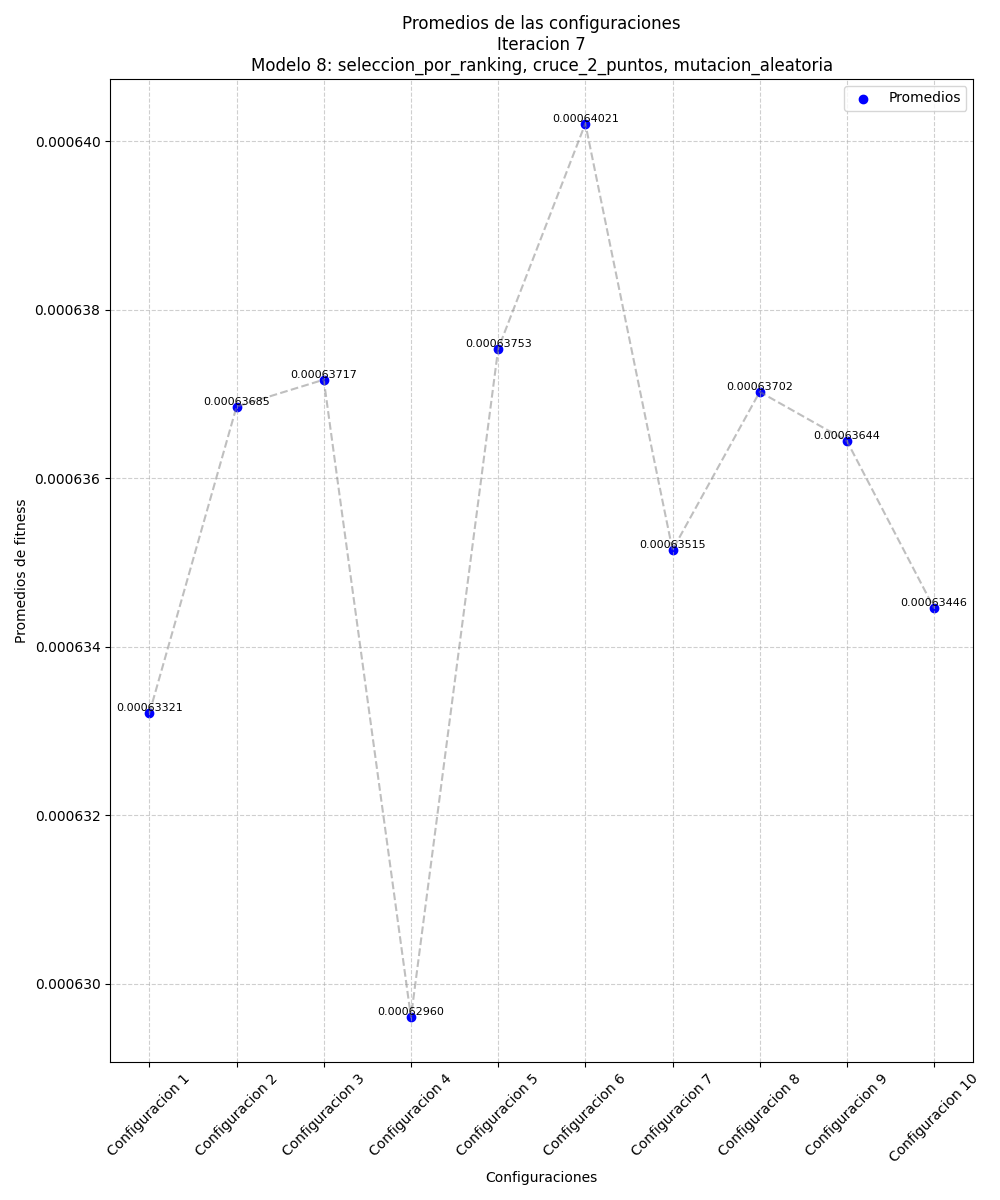 Promedios de las configuraciones
Iteracion 7
Modelo 8: seleccion_por_ranking, cruce_2_puntos, mutacion_aleatoria
Promedios
0.000640
0.000638
0.000636
0.000634
0.000632
0.000630
Promedios de fitness
0.00063321
0.00063685
0.00063717
0.00062960
0.00063753
0.00064021
0.00063515
0.00063702
0.00063644
0.00063446
Configuracion 1
Configuracion 2
Configuracion 3
Configuracion 4
Configuracion 5
Configuracion 6
Configuracion 7
Configuracion 8
Configuracion 9
Configuracion 10
Configuraciones